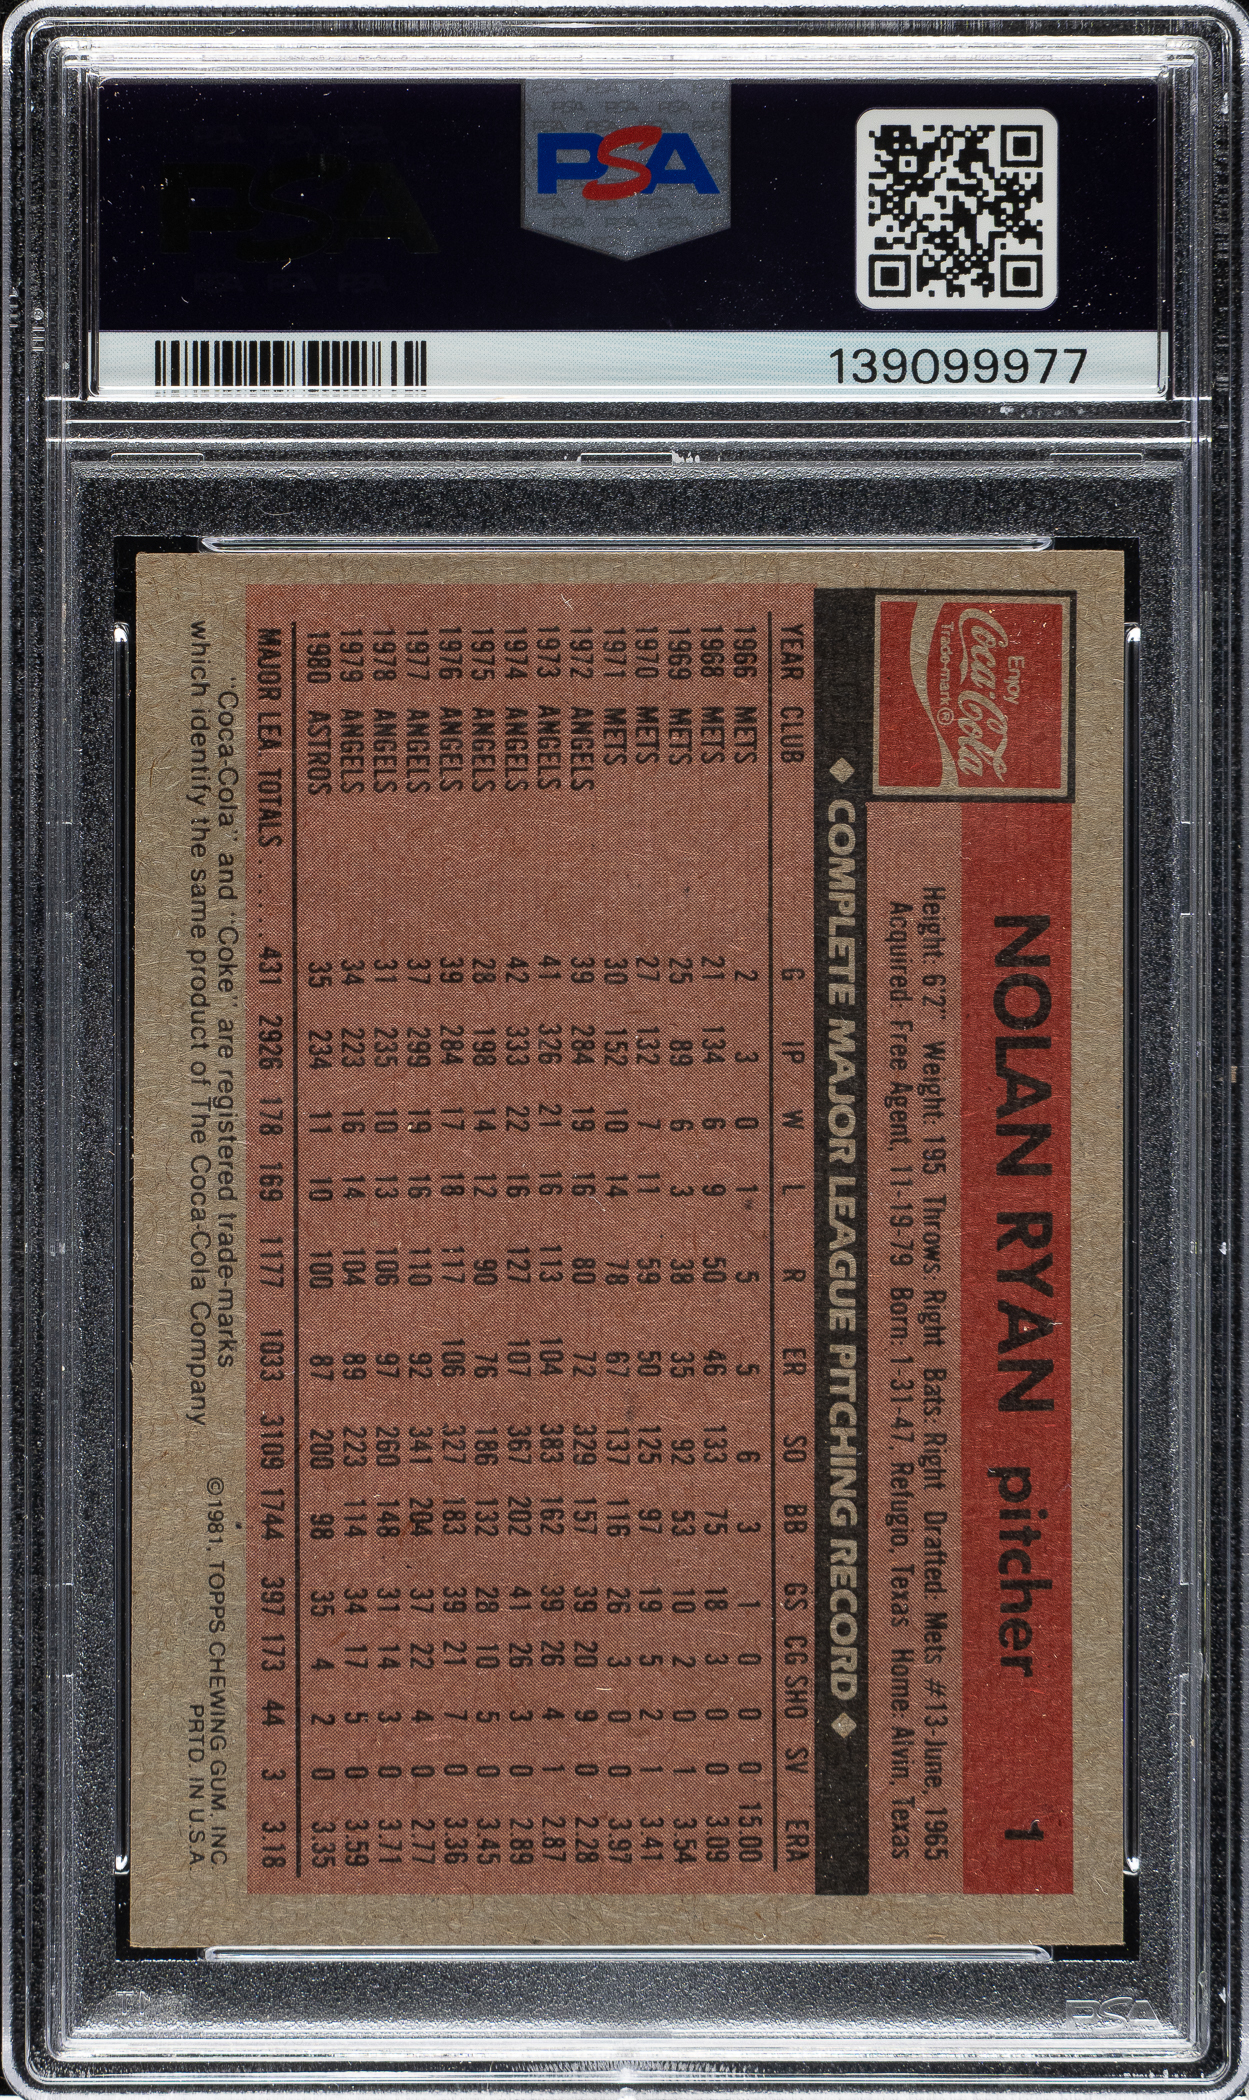 PSA
139099977
Enjoy
Coca-Cola
Trade-mark®
NOLAN RYAN pitcher 1
Height: 6'2" Weight: 195 Throws: Right Bats: Right Drafted: Mets #13-June, 1965
Acquired: Free Agent, 11-19-79 Born: 1-31-47, Refugio, Texas Home: Alvin, Texas
◆ COMPLETE MAJOR LEAGUE PITCHING RECORD ◆
YEAR CLUB G IP W L R ER SO BB GS CG SHO SV ERA
1966 METS 2 3 0 1 5 5 6 3 1 0 0 0 15.00
1968 METS 21 134 6 9 50 46 133 75 18 3 0 0 3.09
1969 METS 25 89 6 3 38 35 92 53 10 2 0 1 3.54
1970 METS 27 132 7 11 59 50 125 97 19 5 2 1 3.41
1971 METS 30 152 10 14 78 67 137 116 26 3 0 0 3.97
1972 ANGELS 39 284 19 16 80 72 329 157 39 20 9 0 2.28
1973 ANGELS 41 326 21 16 113 104 383 162 39 26 4 1 2.87
1974 ANGELS 42 333 22 16 127 107 367 202 41 26 3 0 2.89
1975 ANGELS 28 198 14 12 90 76 186 132 28 10 5 0 3.45
1976 ANGELS 39 284 17 18 117 106 327 183 39 21 7 0 3.36
1977 ANGELS 37 299 19 16 110 92 341 204 37 22 4 0 2.77
1978 ANGELS 31 235 10 13 106 97 260 148 31 14 3 0 3.71
1979 ANGELS 34 223 16 14 104 89 223 114 34 17 5 0 3.59
1980 ASTROS 35 234 11 10 100 87 200 98 35 4 2 0 3.35
MAJOR LEA. TOTALS ...... 431 2926 178 169 1177 1033 3109 1744 397 173 44 3 3.18
"Coca-Cola" and "Coke" are registered trade-marks
which identify the same product of The Coca-Cola Company
©1981, TOPPS CHEWING GUM, INC.
PRTD. IN U.S.A.
PSA